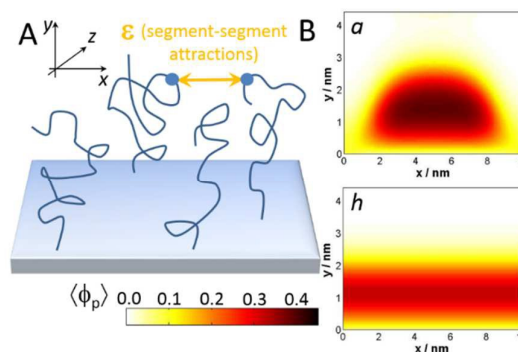 A
y
z
x
ε (segment-segment
attractions)
⟨ϕp⟩ 0.0 0.1 0.2 0.3 0.4
B
a
4
3
2
1
0
y / nm
0 2 4 6 8
x / nm
h
4
3
2
1
0
y / nm
0 2 4 6 8
x / nm